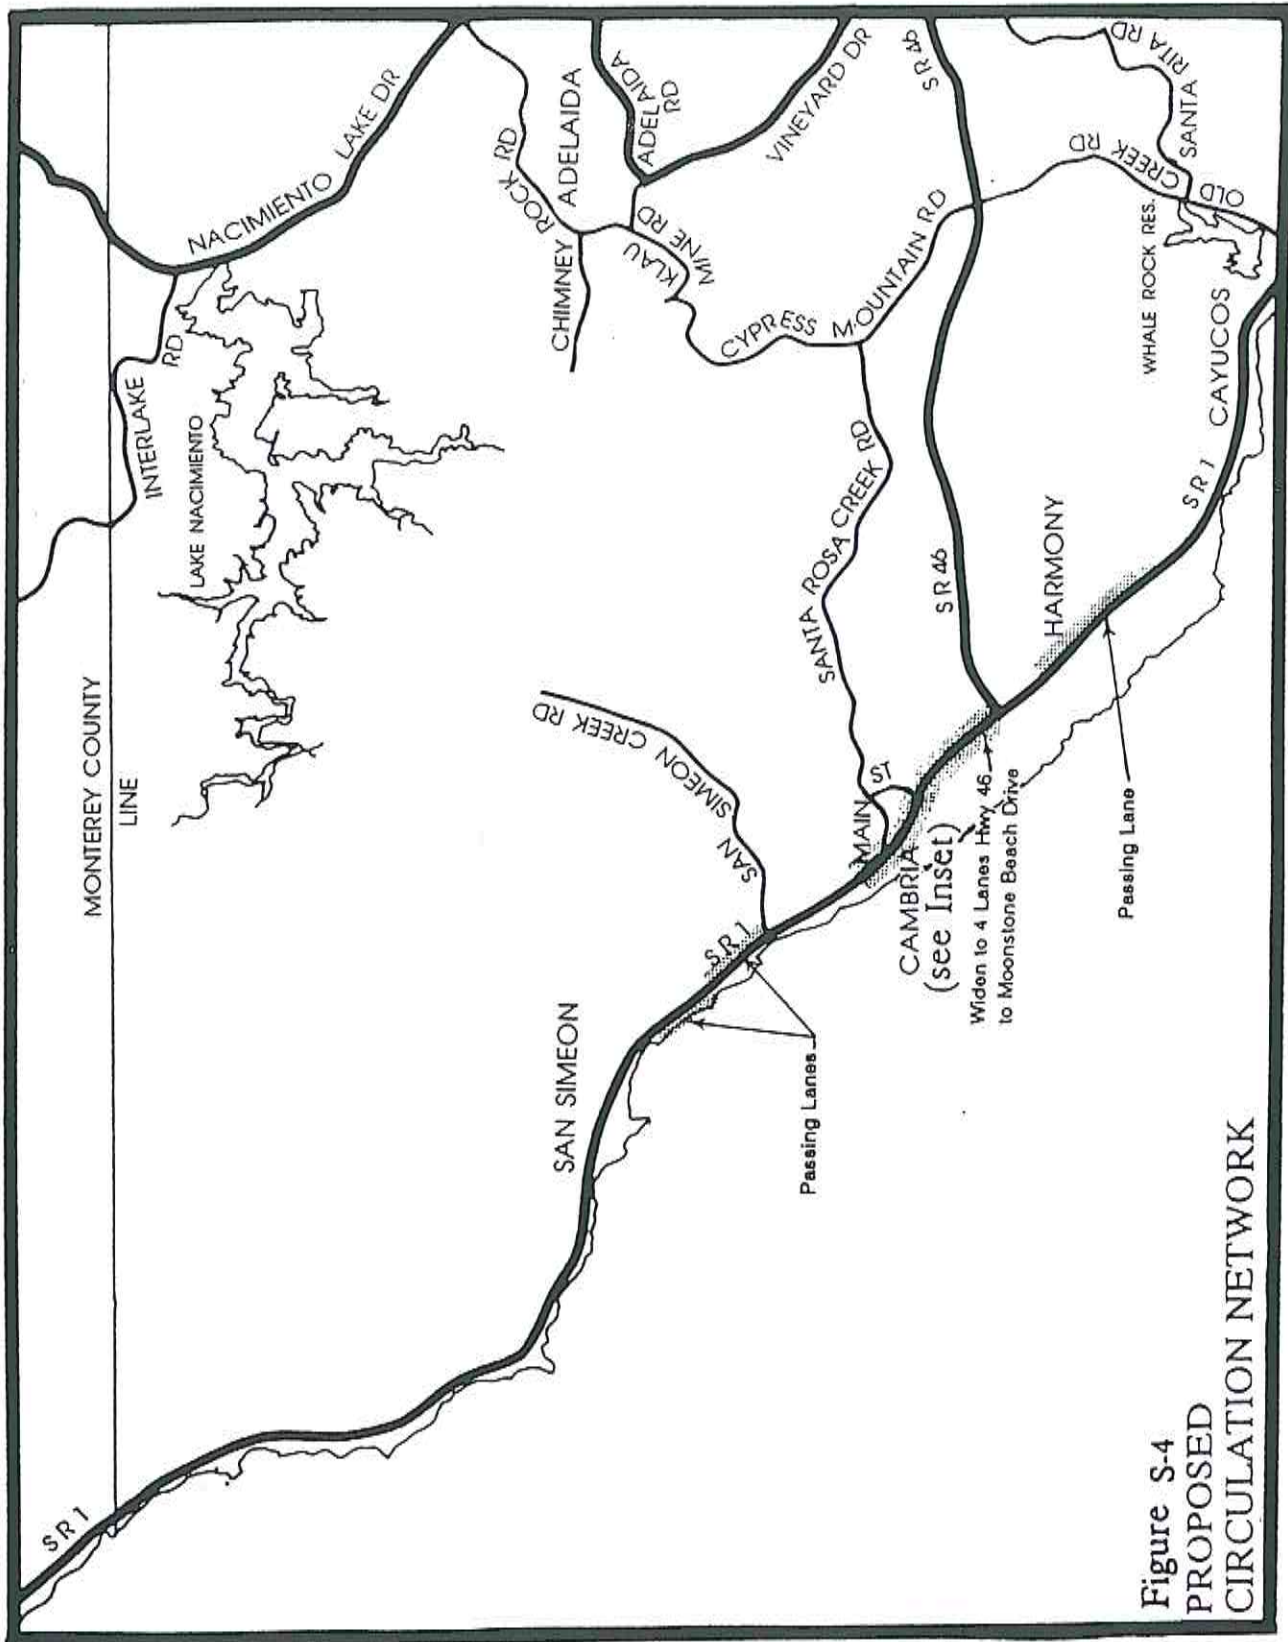 MONTEREY COUNTY
LINE
SR 1
NACIMIENTO LAKE DR
INTERLAKE
RD
LAKE NACIMIENTO
CHIMNEY ROCK RD
ADELAIDA
ADELAIDA
RD
ADELAIDA
VINEYARD DR
KLAU
MINE RD
CYPRESS MOUNTAIN RD
SR 46
SANTA RITA RD
OLD CREEK RD
WHALE ROCK RES.
CAYUCOS
SR 1
SANTA ROSA CREEK RD
SR 46
HARMONY
SAN SIMEON CREEK RD
MAIN ST
CAMBRIA
(see Inset)
Widen to 4 Lanes Hwy 46
to Moonstone Beach Drive
Passing Lane
SR 1
SAN SIMEON
Passing Lanes
Figure S-4
PROPOSED
CIRCULATION NETWORK